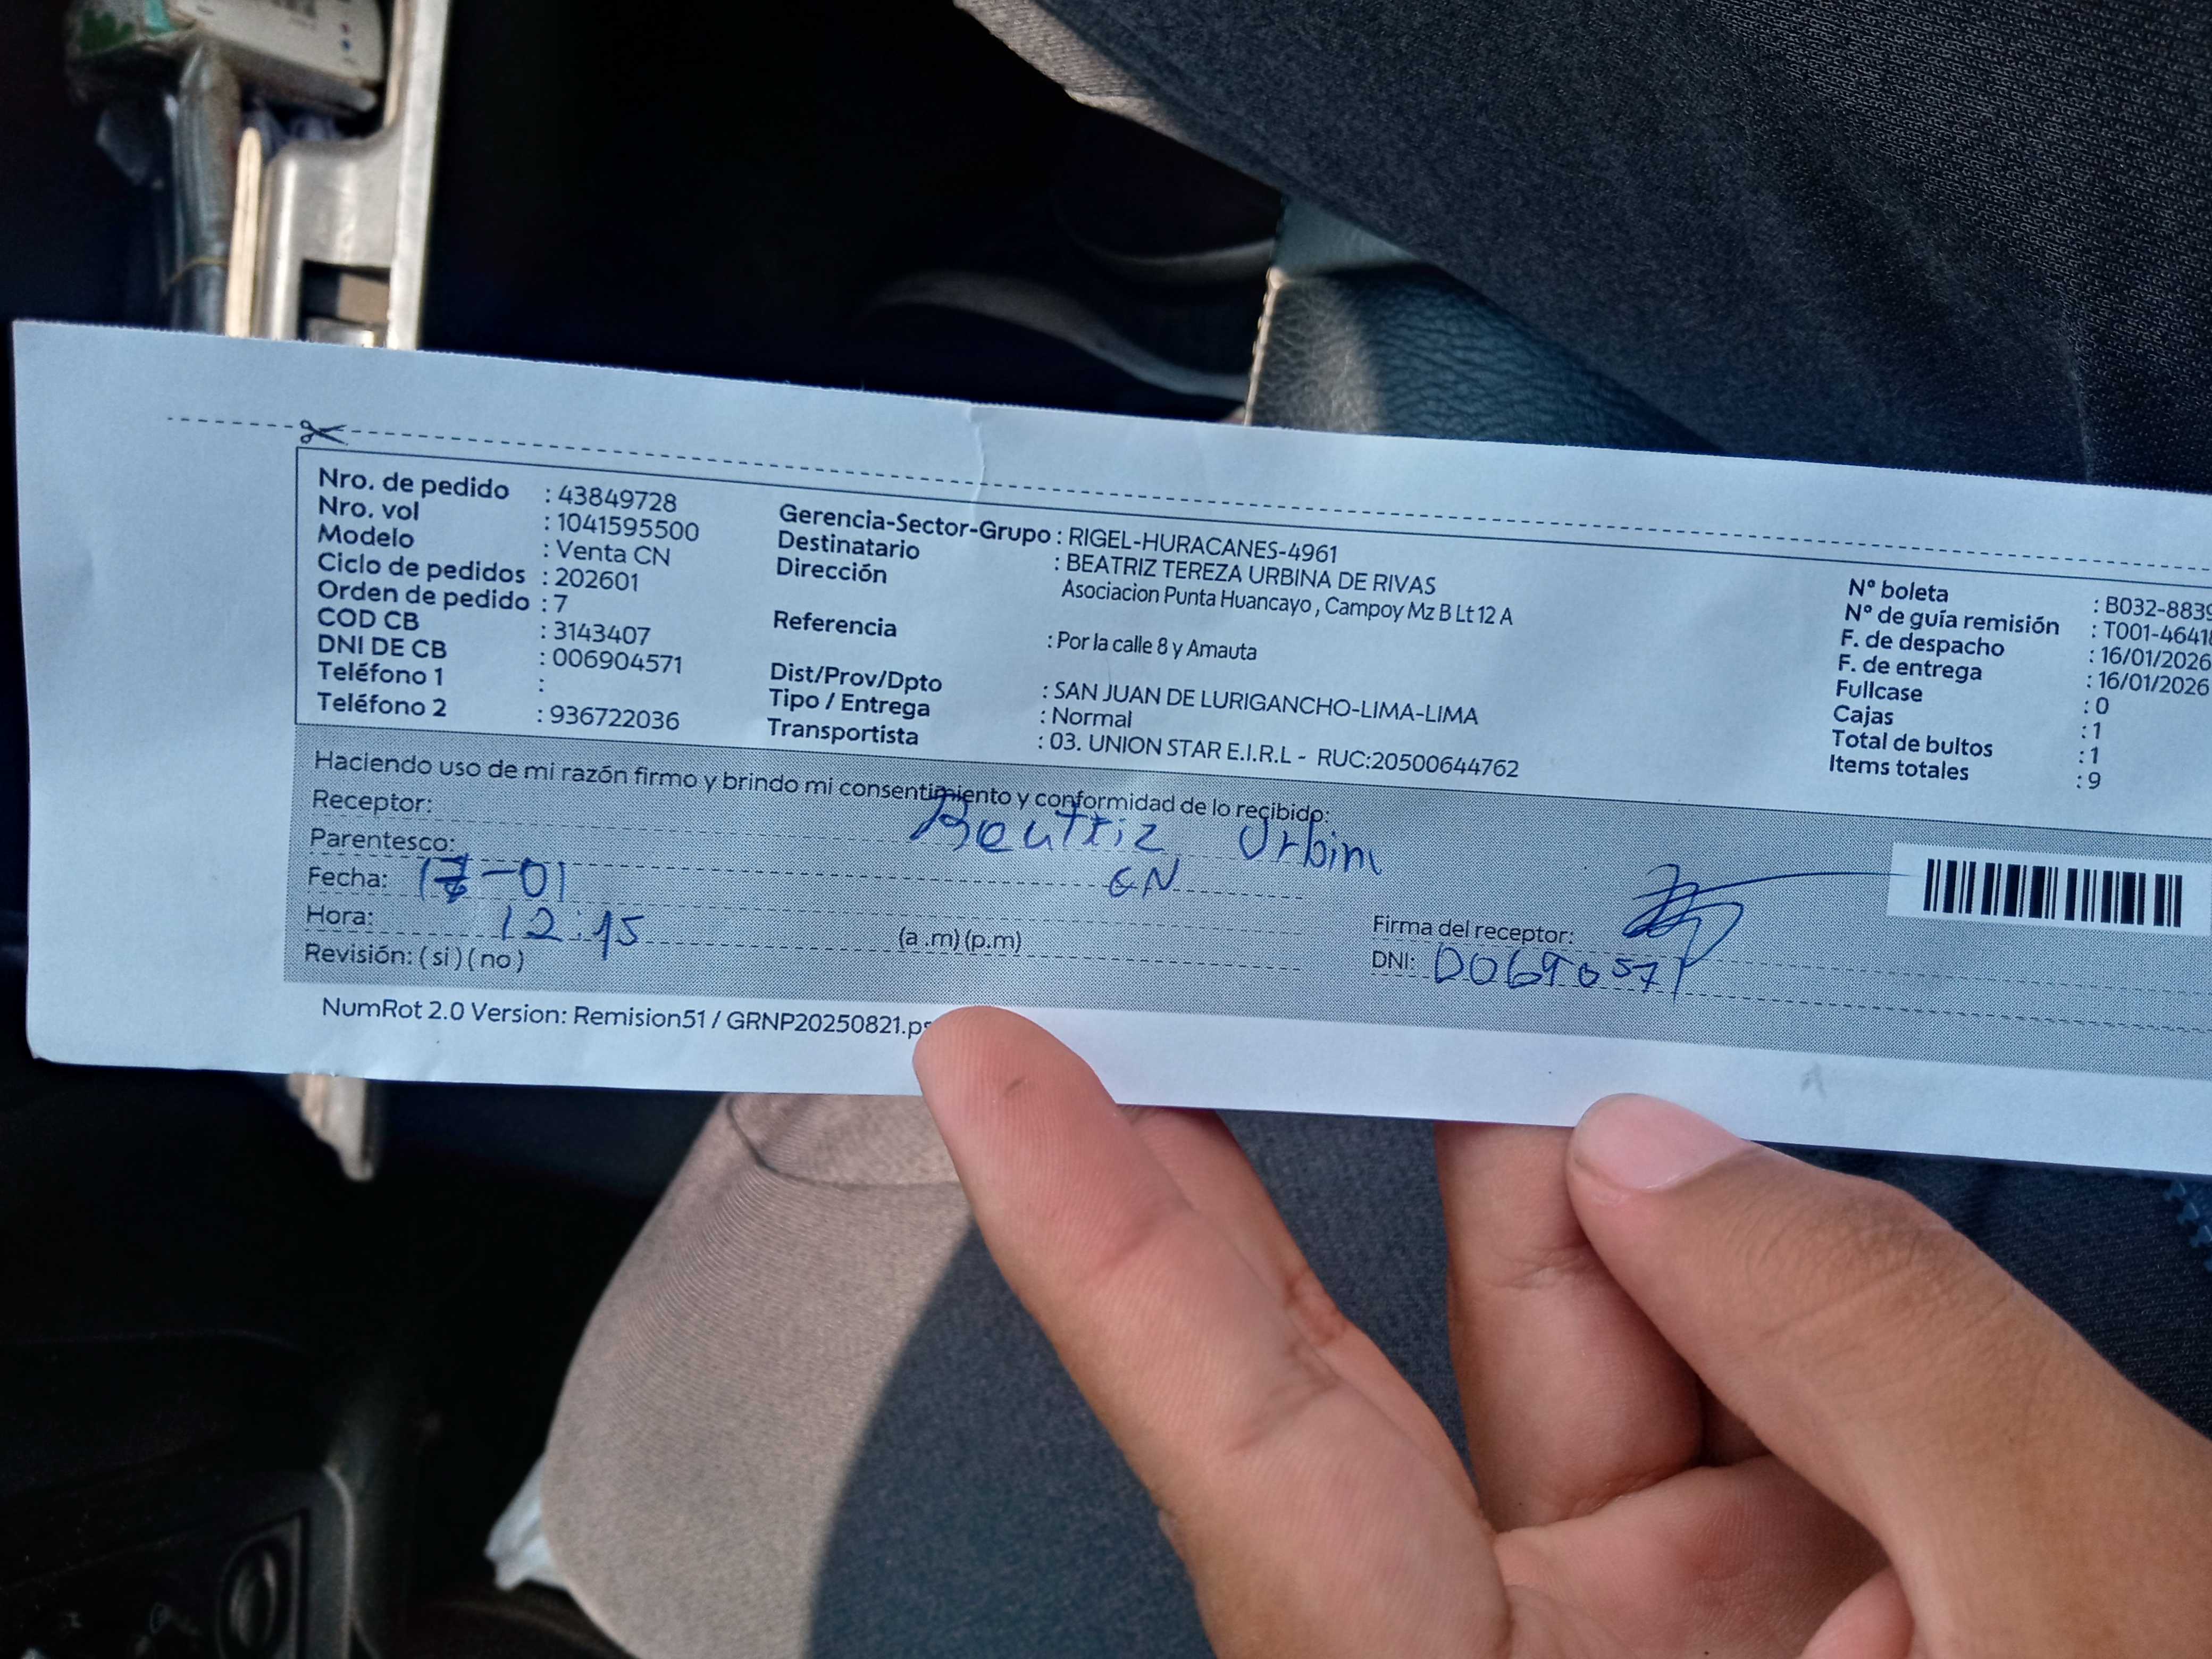 Nro. de pedido : 43849728
Nro. vol : 1041595500
Modelo : Venta CN
Ciclo de pedidos : 202601
Orden de pedido : 7
COD CB : 3143407
DNI DE CB : 006904571
Teléfono 1 :
Teléfono 2 : 936722036
Gerencia-Sector-Grupo : RIGEL-HURACANES-4961
Destinatario : BEATRIZ TEREZA URBINA DE RIVAS
Dirección Asociacion Punta Huancayo, Campoy Mz B Lt 12 A
Referencia : Por la calle 8 y Amauta
Dist/Prov/Dpto : SAN JUAN DE LURIGANCHO-LIMA-LIMA
Tipo / Entrega : Normal
Transportista : 03. UNION STAR E.I.R.L - RUC:20500644762
N° boleta : B032-8839
N° de guía remisión : T001-4641
F. de despacho : 16/01/2026
F. de entrega : 16/01/2026
Fullcase : 0
Cajas : 1
Total de bultos : 1
Items totales : 9
Haciendo uso de mi razón firmo y brindo mi consentimiento y conformidad de lo recibido:
Receptor: Beatriz Urbina
Parentesco: CN
Fecha: 17-01
Hora: 12:15 (a .m) (p.m)
Revisión: ( si ) ( no )
Firma del receptor:
DNI:
NumRot 2.0 Version: Remision51 / GRNP20250821.ps